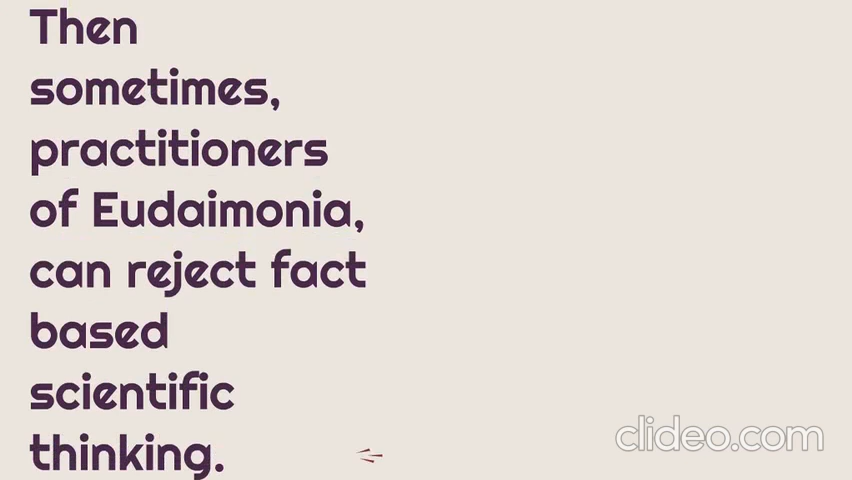 Then
sometimes,
practitioners
of Eudaimonia,
can reject fact
based
scientific
thinking.
clideo.com